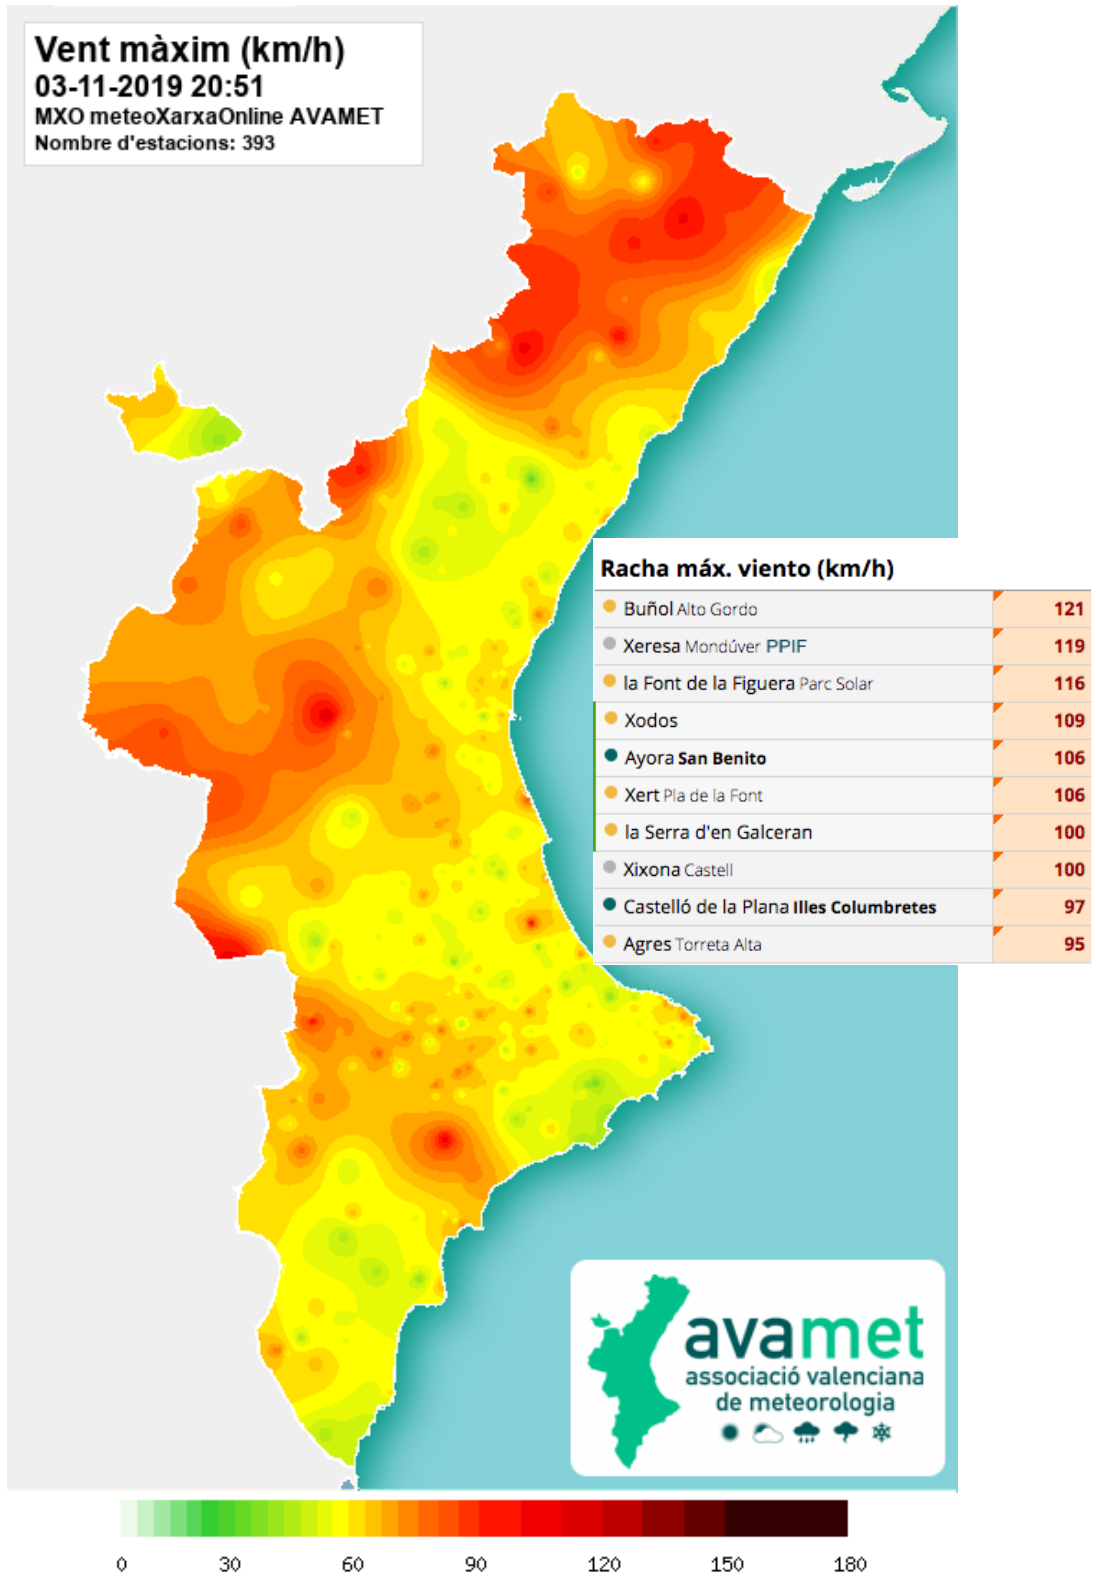 Vent màxim (km/h)
03-11-2019 20:51
MXO meteoXarxaOnline AVAMET
Nombre d'estacions: 393
Racha máx. viento (km/h)
Buñol Alto Gordo 121
Xeresa Mondúver PPIF 119
la Font de la Figuera Parc Solar 116
Xodos 109
Ayora San Benito 106
Xert Pla de la Font 106
la Serra d'en Galceran 100
Xixona Castell 100
Castelló de la Plana Illes Columbretes 97
Agres Torreta Alta 95
avamet
associació valenciana
de meteorologia
0 30 60 90 120 150 180